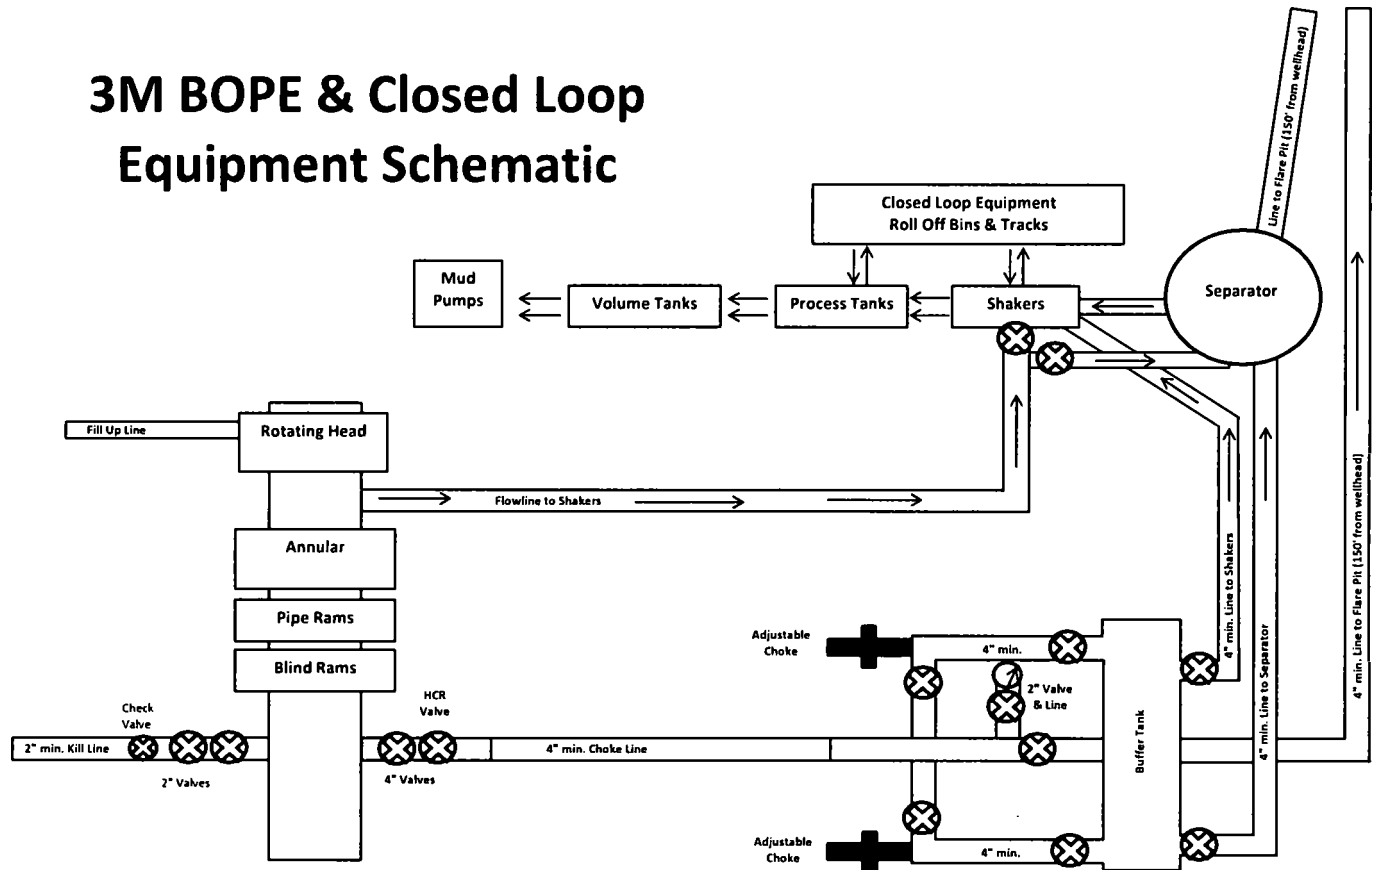 3M BOPE & Closed Loop
Equipment Schematic
Line to Flare Pit (150' from wellhead)
Closed Loop Equipment
Roll Off Bins & Tracks
Mud
Pumps
Volume Tanks
Process Tanks
Shakers
Separator
Fill Up Line
Rotating Head
Flowline to Shakers
Annular
Pipe Rams
Blind Rams
Check
Valve
HCR
Valve
2" min. Kill Line
2" Valves
4" Valves
4" min. Choke Line
Adjustable
Choke
4" min.
2" Valve
& Line
Buffer Tank
Adjustable
Choke
4" min.
4" min. Line to Shakers
4" min. Line to Separator
4" min. Line to Flare Pit (150' from wellhead)